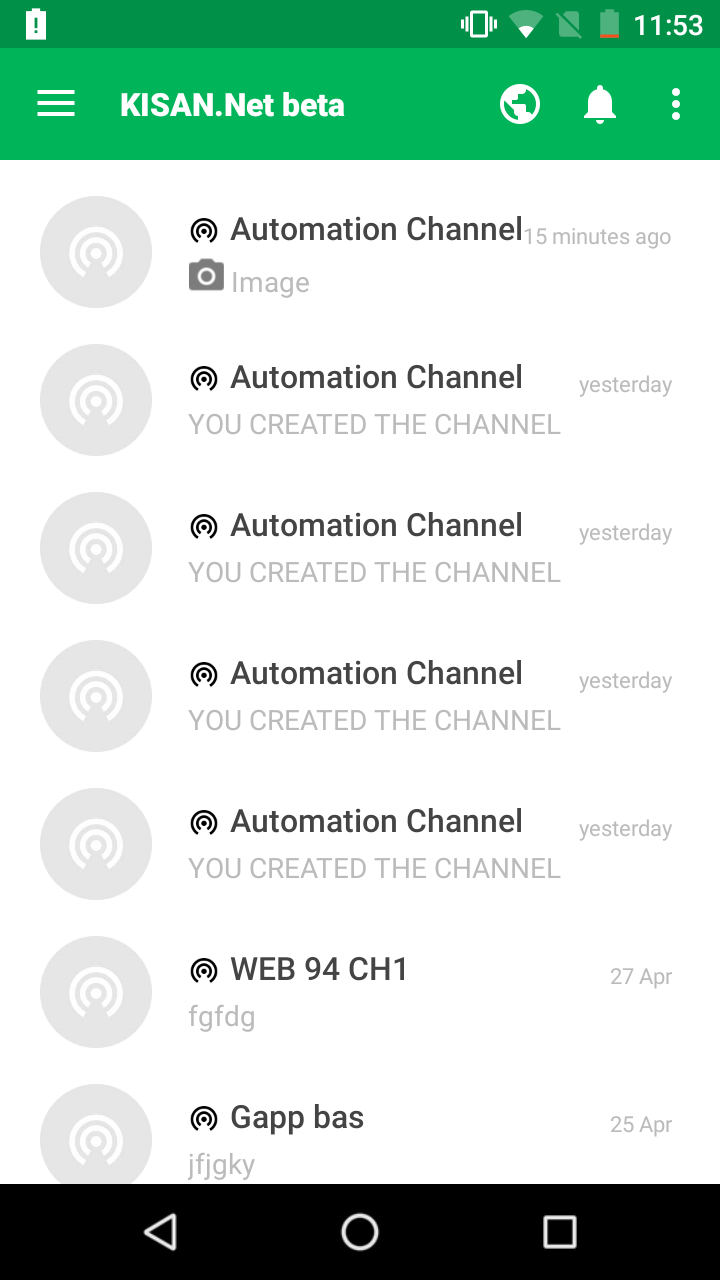 11:53
KISAN.Net beta
Automation Channel 15 minutes ago
Image
Automation Channel yesterday
YOU CREATED THE CHANNEL
Automation Channel yesterday
YOU CREATED THE CHANNEL
Automation Channel yesterday
YOU CREATED THE CHANNEL
Automation Channel yesterday
YOU CREATED THE CHANNEL
WEB 94 CH1 27 Apr
fgfdg
Gapp bas 25 Apr
jfjgky